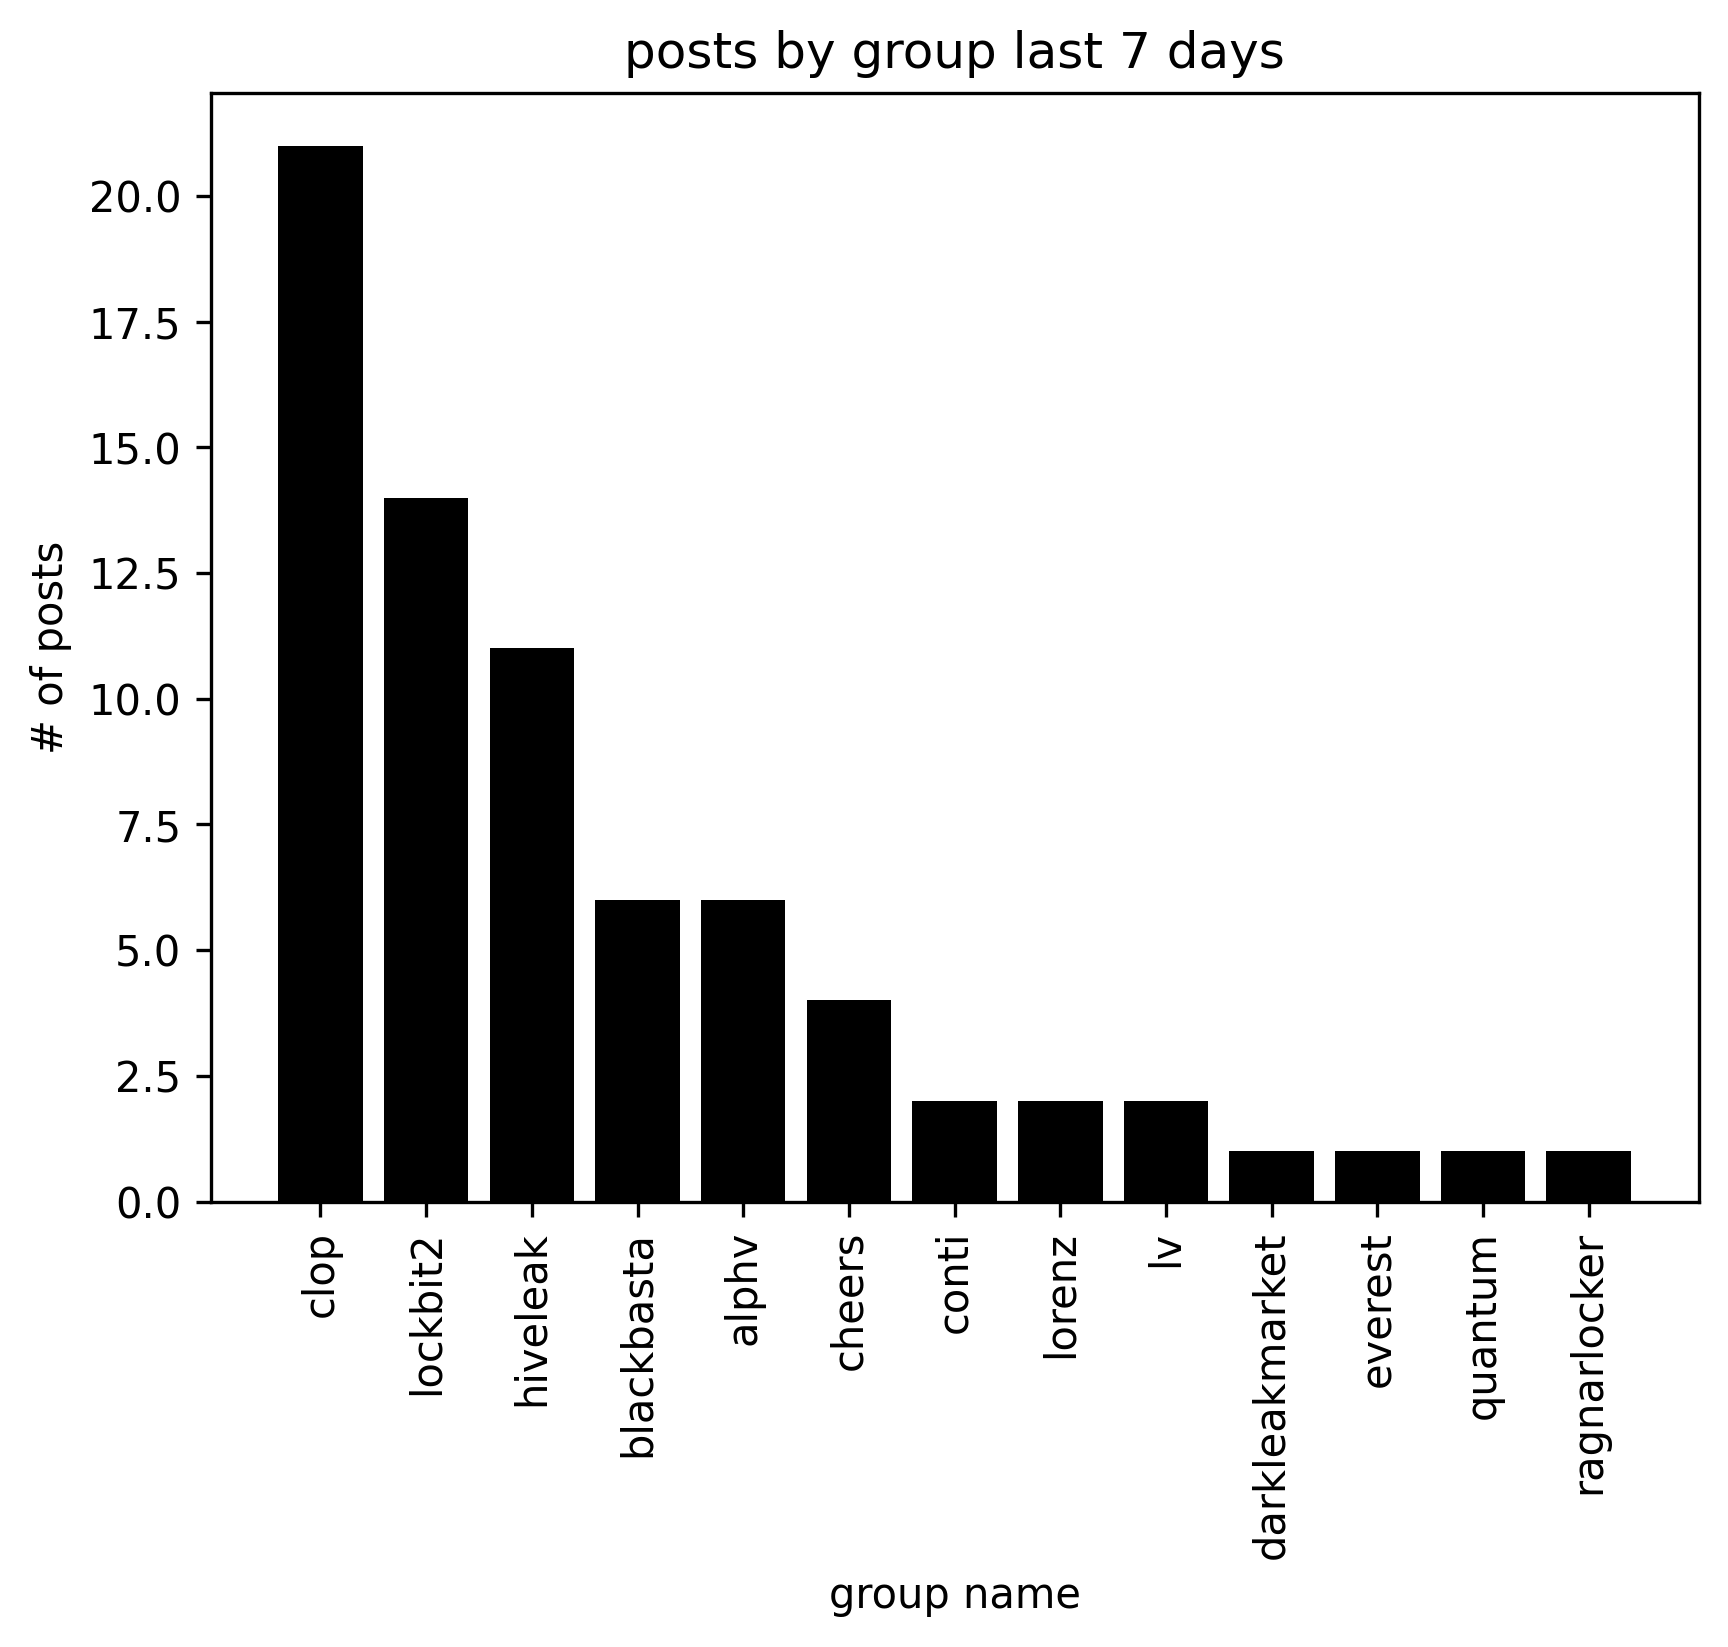 posts by group last 7 days
# of posts
20.0
17.5
15.0
12.5
10.0
7.5
5.0
2.5
0.0
clop
lockbit2
hiveleak
blackbasta
alphv
cheers
conti
lorenz
lv
darkleakmarket
everest
quantum
ragnarlocker
group name